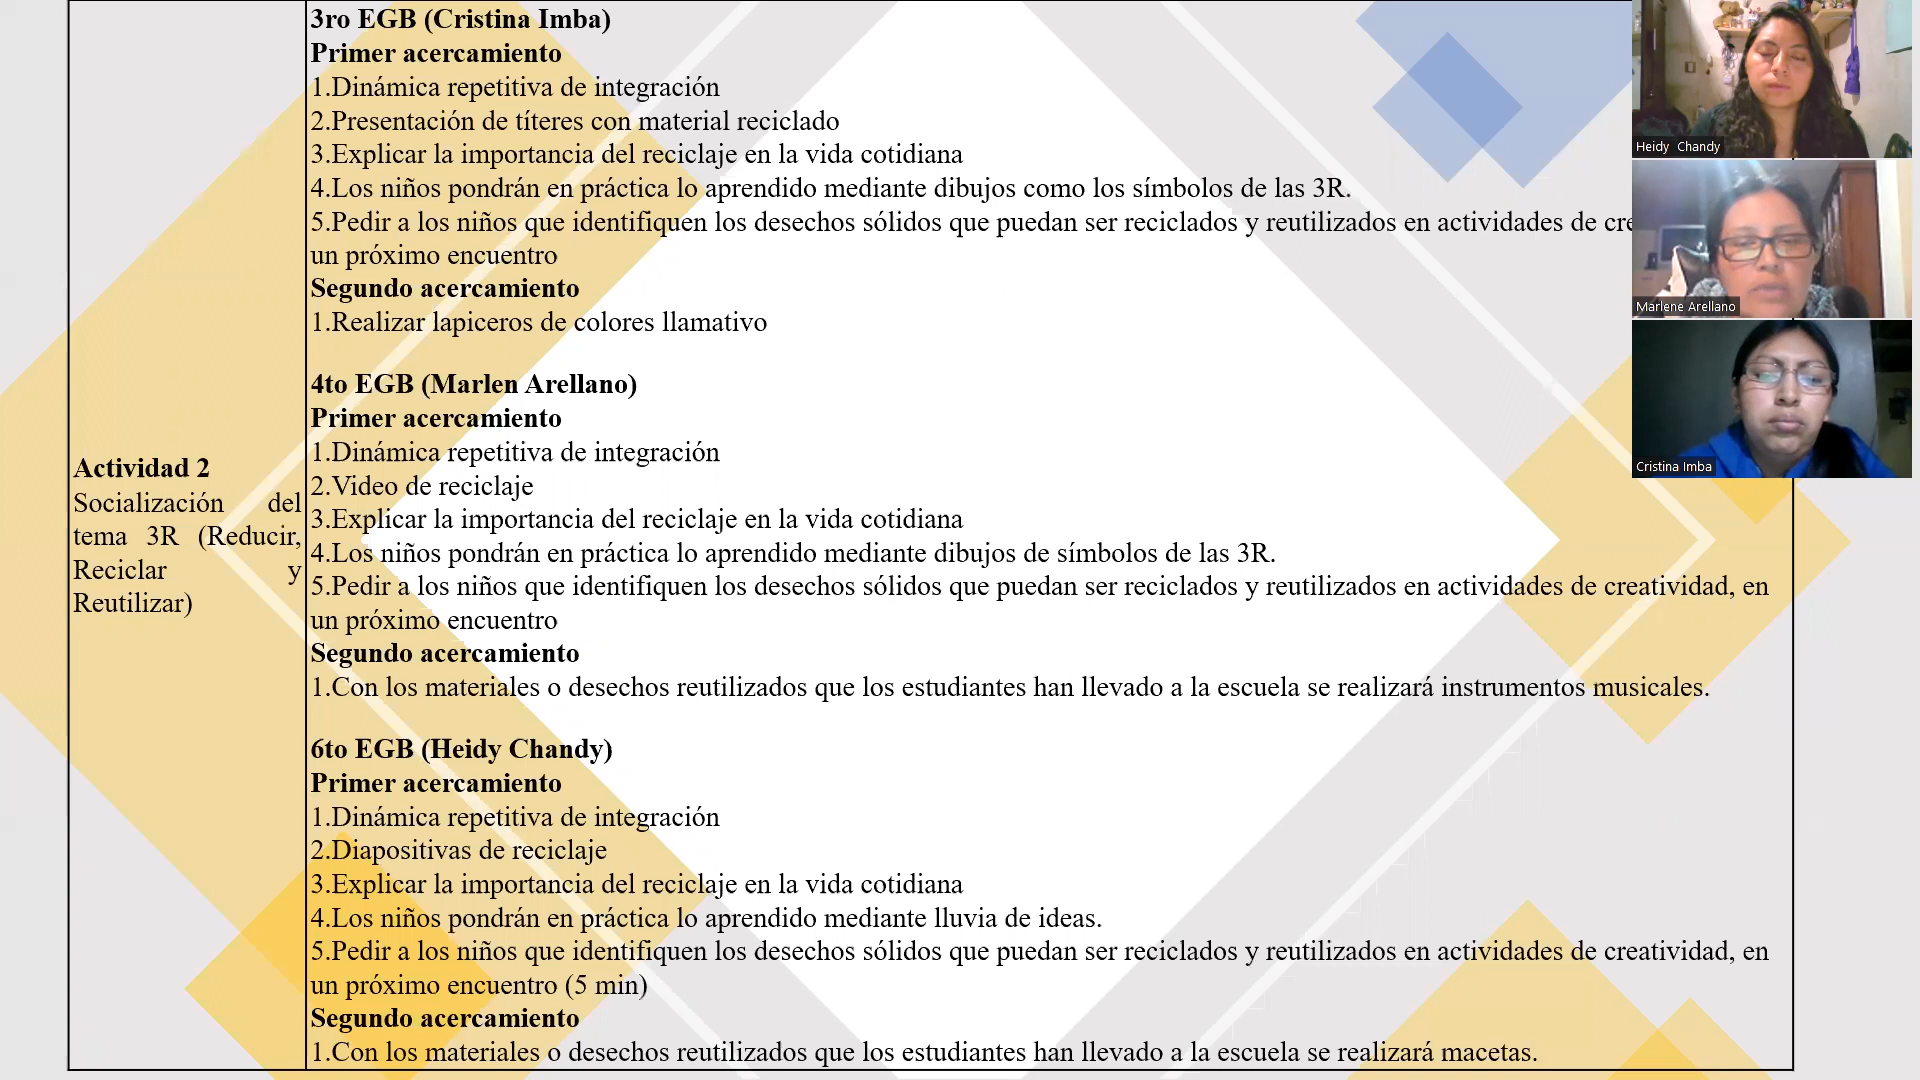 3ro EGB (Cristina Imba)
Primer acercamiento
1.Dinámica repetitiva de integración
2.Presentación de títeres con material reciclado
3.Explicar la importancia del reciclaje en la vida cotidiana
4.Los niños pondrán en práctica lo aprendido mediante dibujos como los símbolos de las 3R.
5.Pedir a los niños que identifiquen los desechos sólidos que puedan ser reciclados y reutilizados en actividades de
un próximo encuentro
Segundo acercamiento
1.Realizar lapiceros de colores llamativo
4to EGB (Marlen Arellano)
Primer acercamiento
1.Dinámica repetitiva de integración
2.Video de reciclaje
3.Explicar la importancia del reciclaje en la vida cotidiana
4.Los niños pondrán en práctica lo aprendido mediante dibujos de símbolos de las 3R.
5.Pedir a los niños que identifiquen los desechos sólidos que puedan ser reciclados y reutilizados en actividades de creatividad, en
un próximo encuentro
Segundo acercamiento
1.Con los materiales o desechos reutilizados que los estudiantes han llevado a la escuela se realizará instrumentos musicales.
6to EGB (Heidy Chandy)
Primer acercamiento
1.Dinámica repetitiva de integración
2.Diapositivas de reciclaje
3.Explicar la importancia del reciclaje en la vida cotidiana
4.Los niños pondrán en práctica lo aprendido mediante lluvia de ideas.
5.Pedir a los niños que identifiquen los desechos sólidos que puedan ser reciclados y reutilizados en actividades de creatividad, en
un próximo encuentro (5 min)
Segundo acercamiento
1.Con los materiales o desechos reutilizados que los estudiantes han llevado a la escuela se realizará macetas.
Actividad 2
Socialización del
tema 3R (Reducir,
Reciclar y
Reutilizar)
Heidy Chandy
Marlene Arellano
Cristina Imba